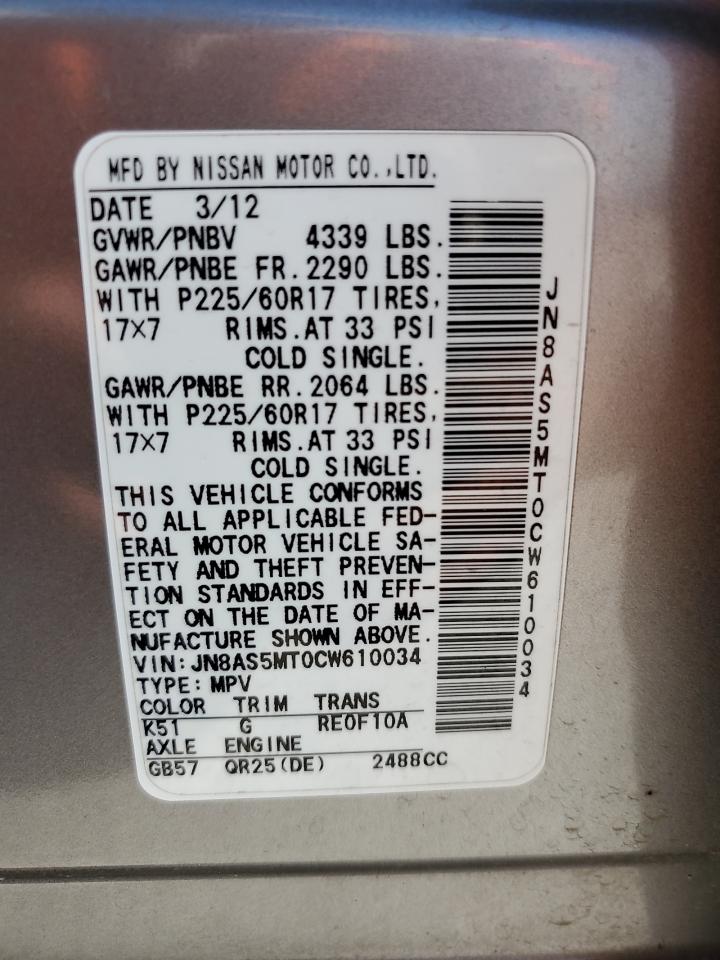 MFD BY NISSAN MOTOR CO.,LTD.
DATE 3/12
GVWR/PNBV 4339 LBS.
GAWR/PNBE FR.2290 LBS.
WITH P225/60R17 TIRES,
17×7 RIMS.AT 33 PSI
COLD SINGLE.
GAWR/PNBE RR.2064 LBS.
WITH P225/60R17 TIRES,
17×7 RIMS.AT 33 PSI
COLD SINGLE.
THIS VEHICLE CONFORMS
TO ALL APPLICABLE FED-
ERAL MOTOR VEHICLE SA-
FETY AND THEFT PREVEN-
TION STANDARDS IN EFF-
ECT ON THE DATE OF MA-
NUFACTURE SHOWN ABOVE.
VIN:JN8AS5MT0CW610034
TYPE:MPV
COLOR TRIM TRANS
K51 G RE0F10A
AXLE ENGINE
GB57 QR25(DE) 2488CC
JN8AS5MT0CW610034